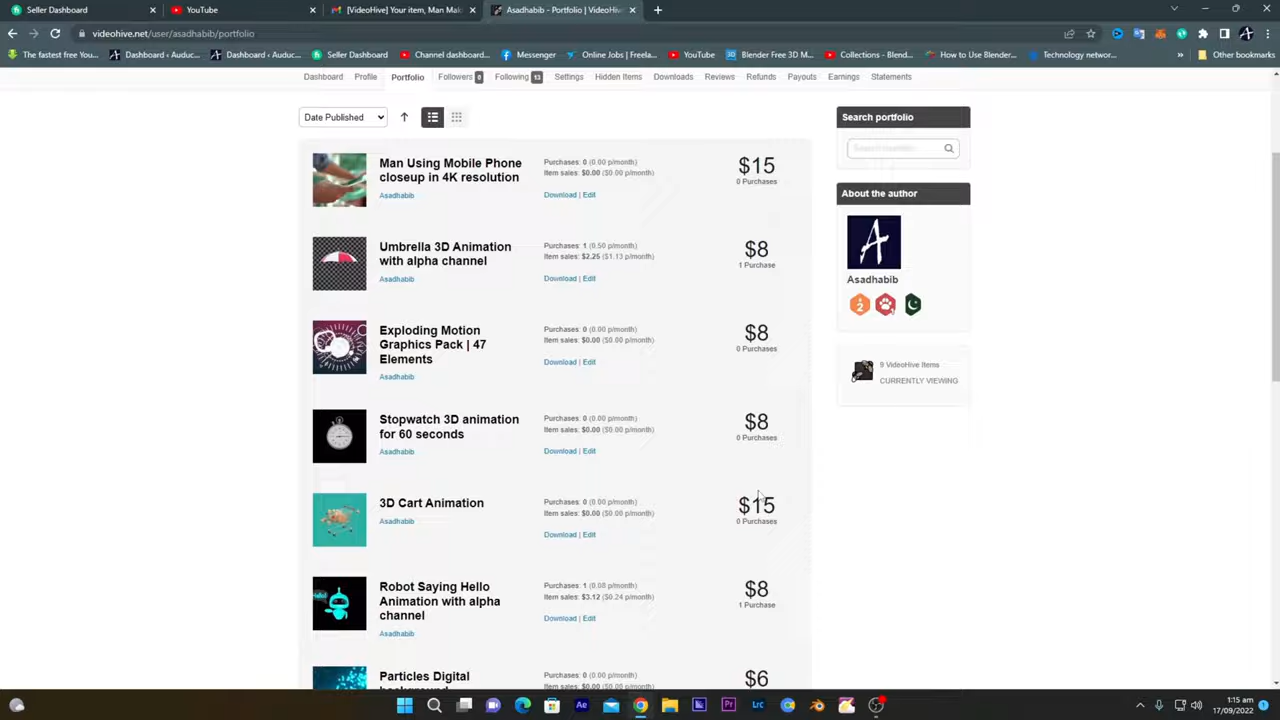 Seller Dashboard
YouTube
[VideoHive] Your item, Man Mak
Asadhabib - Portfolio | VideoHive
videohive.net/user/asadhabib/portfolio
The fastest free You...
Dashboard ‹ Auduc...
Dashboard ‹ Auduc...
Seller Dashboard
Channel dashboard...
Messenger
Online Jobs | Freela...
YouTube
Blender Free 3D M...
Collections - Blend...
How to Use Blender...
Technology networ...
»
Other bookmarks
Dashboard
Profile
Portfolio
Followers 0
Following 13
Settings
Hidden Items
Downloads
Reviews
Refunds
Payouts
Earnings
Statements
Date Published
Search portfolio
About the author
Asadhabib
2
9 VideoHive Items
CURRENTLY VIEWING
Man Using Mobile Phone
closeup in 4K resolution
Asadhabib
Purchases: 0 (0.00 p/month)
Item sales: $0.00 ($0.00 p/month)
Download | Edit
$15
0 Purchases
Umbrella 3D Animation
with alpha channel
Asadhabib
Purchases: 1 (0.50 p/month)
Item sales: $2.25 ($1.13 p/month)
Download | Edit
$8
1 Purchase
Exploding Motion
Graphics Pack | 47
Elements
Asadhabib
Purchases: 0 (0.00 p/month)
Item sales: $0.00 ($0.00 p/month)
Download | Edit
$8
0 Purchases
Stopwatch 3D animation
for 60 seconds
Asadhabib
Purchases: 0 (0.00 p/month)
Item sales: $0.00 ($0.00 p/month)
Download | Edit
$8
0 Purchases
3D Cart Animation
Asadhabib
Purchases: 0 (0.00 p/month)
Item sales: $0.00 ($0.00 p/month)
Download | Edit
$15
0 Purchases
Robot Saying Hello
Animation with alpha
channel
Asadhabib
Purchases: 1 (0.08 p/month)
Item sales: $3.12 ($0.24 p/month)
Download | Edit
$8
1 Purchase
Particles Digital
background
Purchases: 0 (0.00 p/month)
Item sales: $0.00 ($0.00 p/month)
$6
1:15 am
17/09/2022